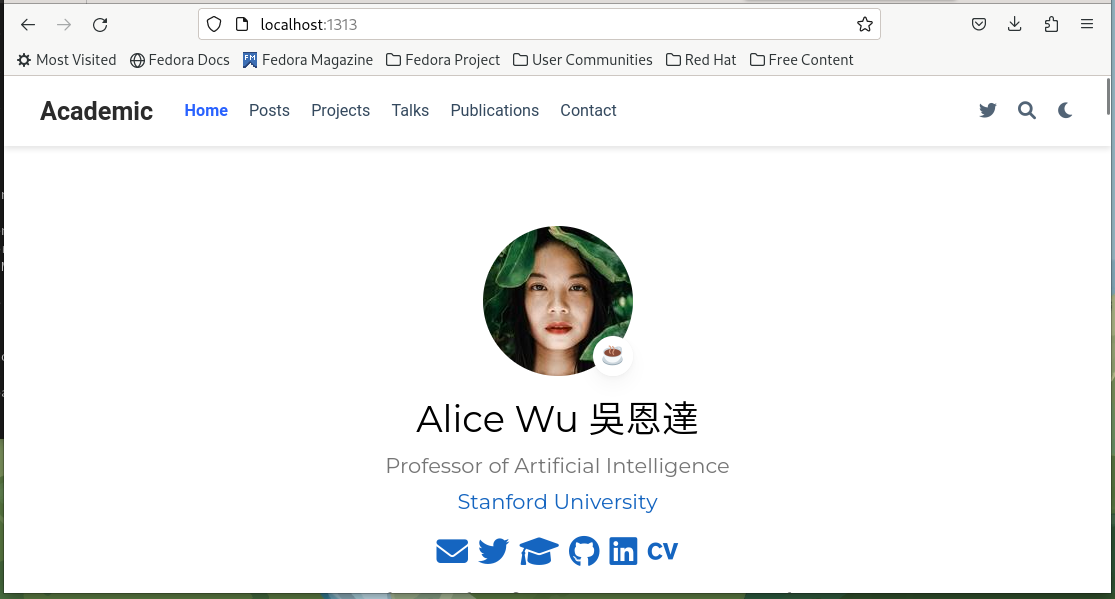 localhost:1313
Most Visited Fedora Docs Fedora Magazine Fedora Project User Communities Red Hat Free Content
Academic Home Posts Projects Talks Publications Contact
Alice Wu 吳恩達
Professor of Artificial Intelligence
Stanford University
CV